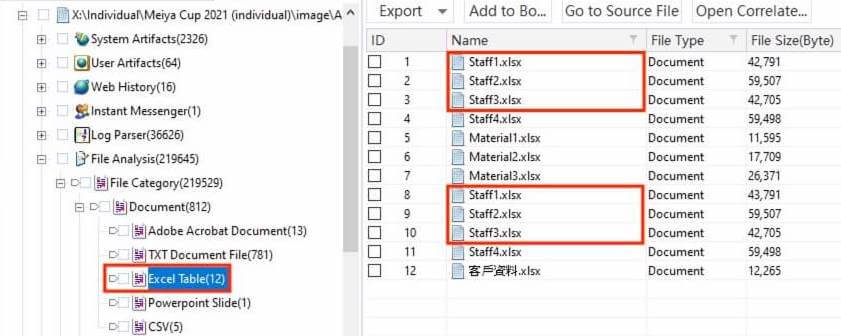 X:\Individual\Meiya Cup 2021 (individual)\image\A
System Artifacts(2326)
User Artifacts(64)
Web History(16)
Instant Messenger(1)
Log Parser(36626)
File Analysis(219645)
File Category(219529)
Document(812)
Adobe Acrobat Document(13)
TXT Document File(781)
Excel Table(12)
Powerpoint Slide(1)
CSV(5)
Export Add to Bo... Go to Source File Open Correlate...
ID Name File Type File Size(Byte)
1 Staff1.xlsx Document 42,791
2 Staff2.xlsx Document 59,507
3 Staff3.xlsx Document 42,705
4 Staff4.xlsx Document 59,498
5 Material1.xlsx Document 11,595
6 Material2.xlsx Document 17,709
7 Material3.xlsx Document 26,371
8 Staff1.xlsx Document 43,791
9 Staff2.xlsx Document 59,507
10 Staff3.xlsx Document 42,705
11 Staff4.xlsx Document 59,498
12 客戶資料.xlsx Document 12,265